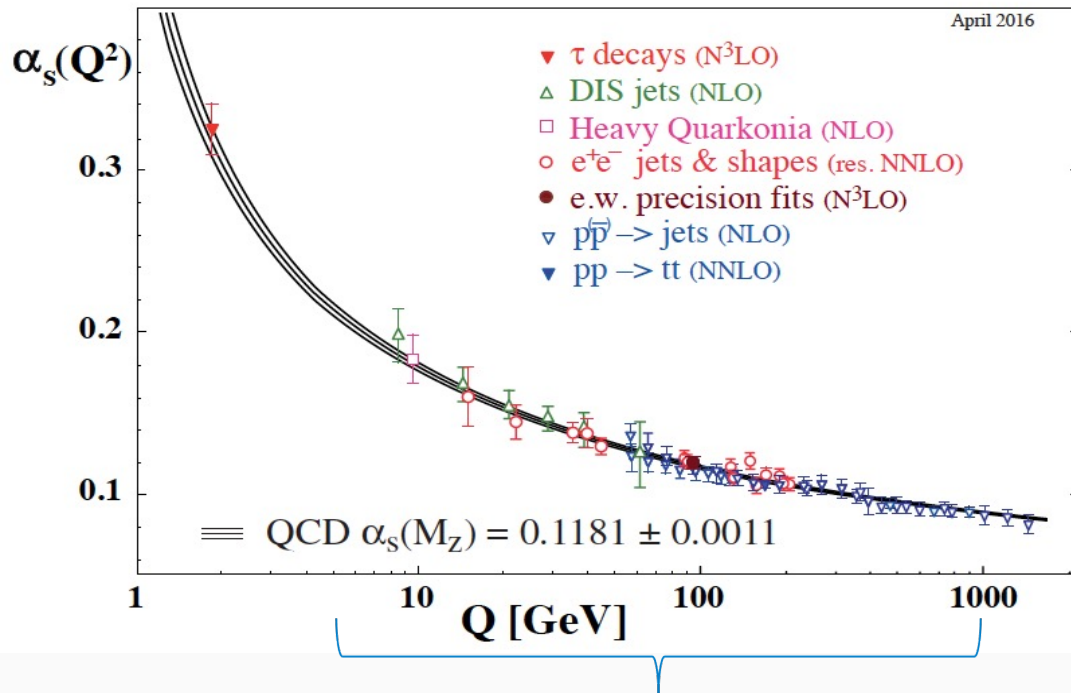 April 2016
αs(Q²)
τ decays (N³LO)
DIS jets (NLO)
Heavy Quarkonia (NLO)
e⁺e⁻ jets & shapes (res. NNLO)
e.w. precision fits (N³LO)
pp̄⁽⁻⁾ –> jets (NLO)
pp –> tt (NNLO)
0.3
0.2
0.1
QCD αs(Mz) = 0.1181 ± 0.0011
1 10 100 1000
Q [GeV]